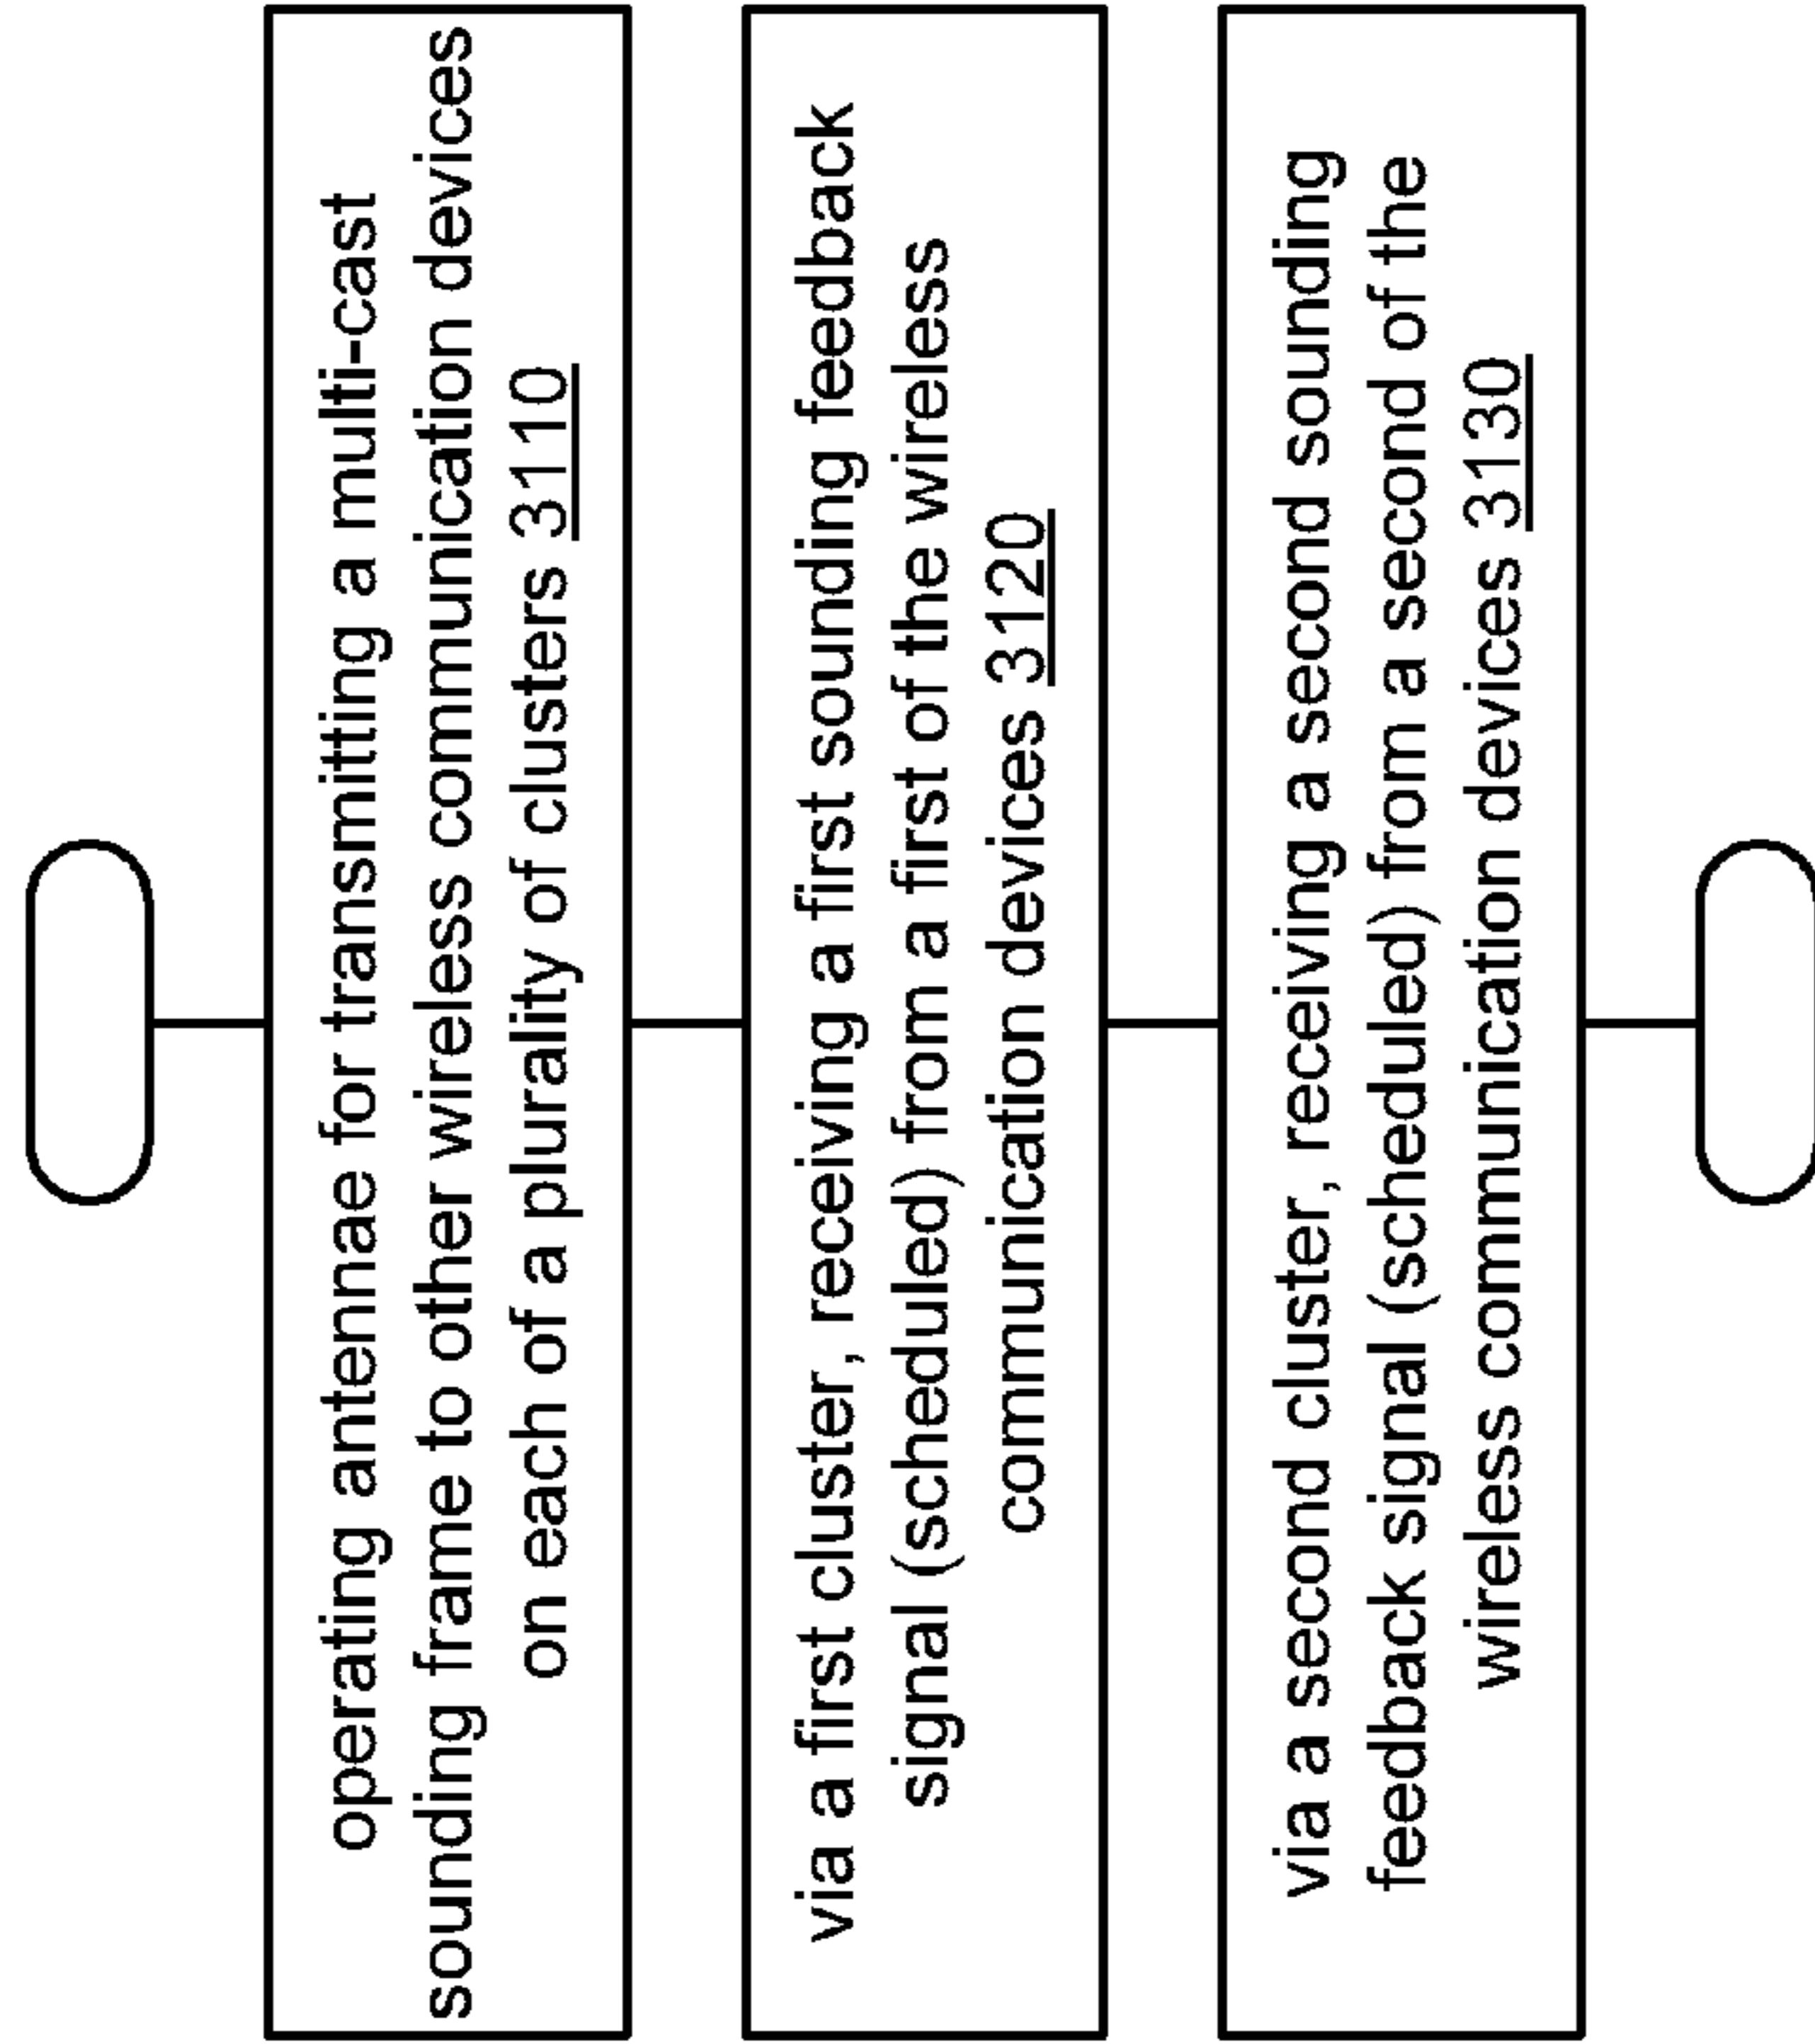 operating antennae for transmitting a multi-cast
sounding frame to other wireless communication devices
on each of a plurality of clusters 3110
via a first cluster, receiving a first sounding feedback
signal (scheduled) from a first of the wireless
communication devices 3120
via a second cluster, receiving a second sounding
feedback signal (scheduled) from a second of the
wireless communication devices 3130